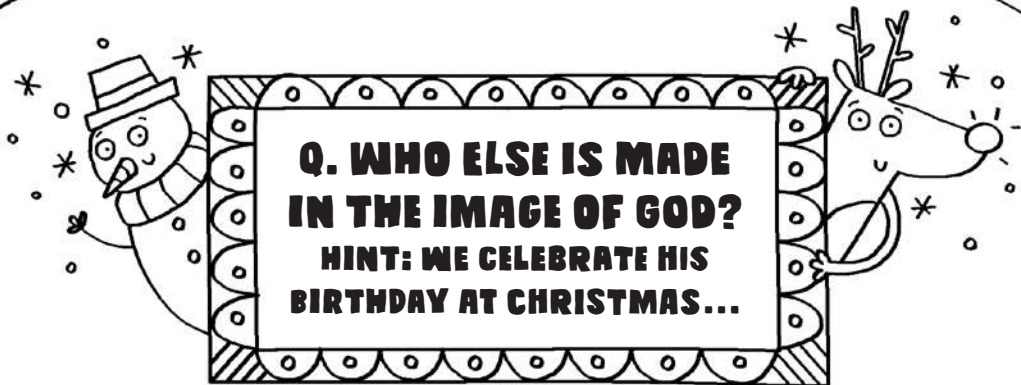 Q. WHO ELSE IS MADE
IN THE IMAGE OF GOD?
HINT: WE CELEBRATE HIS
BIRTHDAY AT CHRISTMAS...